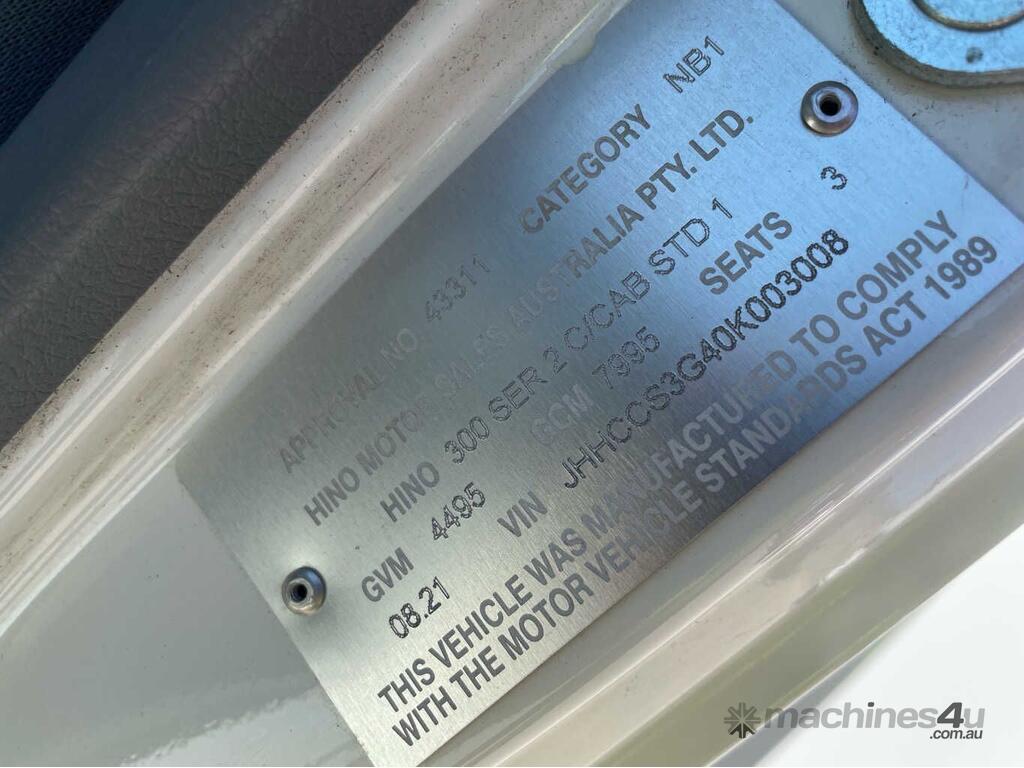 APPROVAL NO. 43311 CATEGORY NB1
HINO MOTOR SALES AUSTRALIA PTY. LTD.
HINO 300 SER 2 C/CAB STD 1
GVM 4495 GCM 7995 SEATS 3
08.21 VIN JHHCCS3G40K003008
THIS VEHICLE WAS MANUFACTURED TO COMPLY
WITH THE MOTOR VEHICLE STANDARDS ACT 1989
machines4u
.com.au